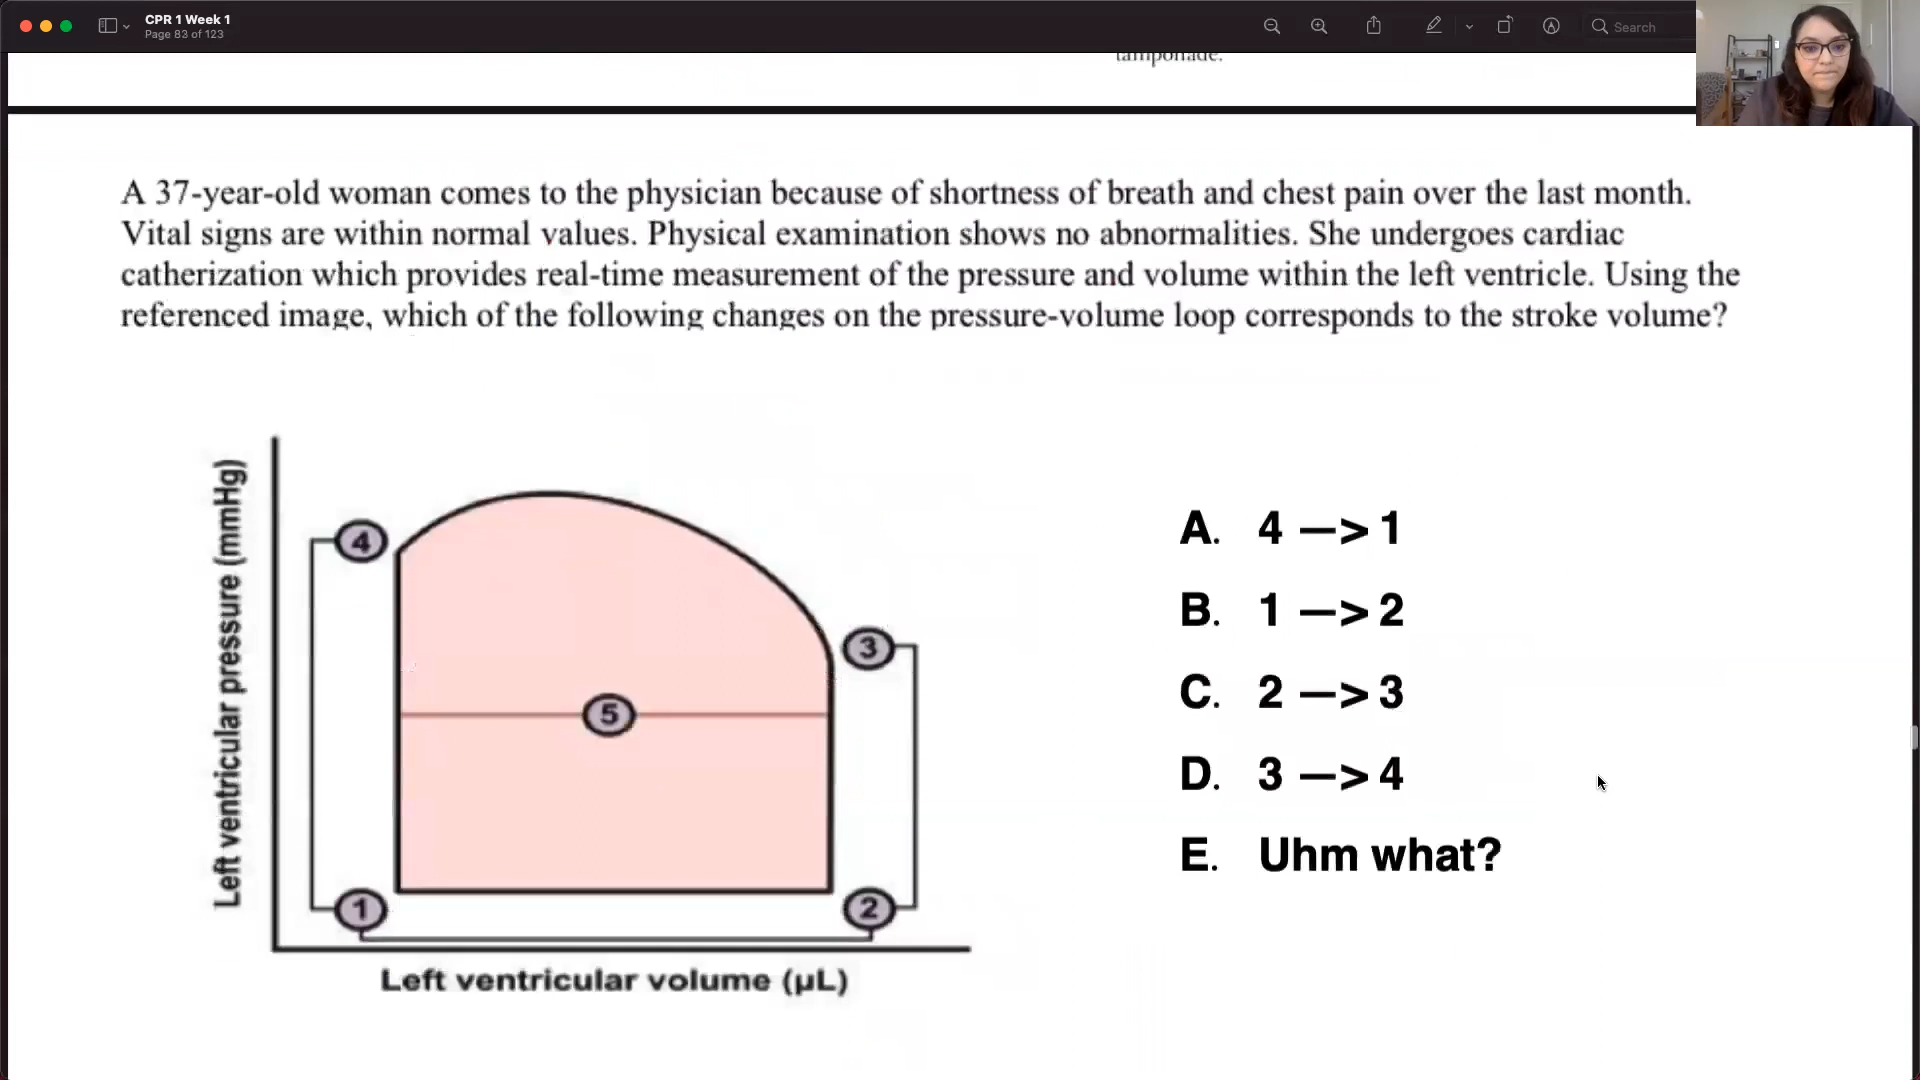 CPR 1 Week 1
Page 83 of 123
Search
tamponade.
A 37-year-old woman comes to the physician because of shortness of breath and chest pain over the last month.
Vital signs are within normal values. Physical examination shows no abnormalities. She undergoes cardiac
catherization which provides real-time measurement of the pressure and volume within the left ventricle. Using the
referenced image, which of the following changes on the pressure-volume loop corresponds to the stroke volume?
Left ventricular pressure (mmHg)
4
3
5
1
2
Left ventricular volume (µL)
A. 4 —> 1
B. 1 —> 2
C. 2 —> 3
D. 3 —> 4
E. Uhm what?